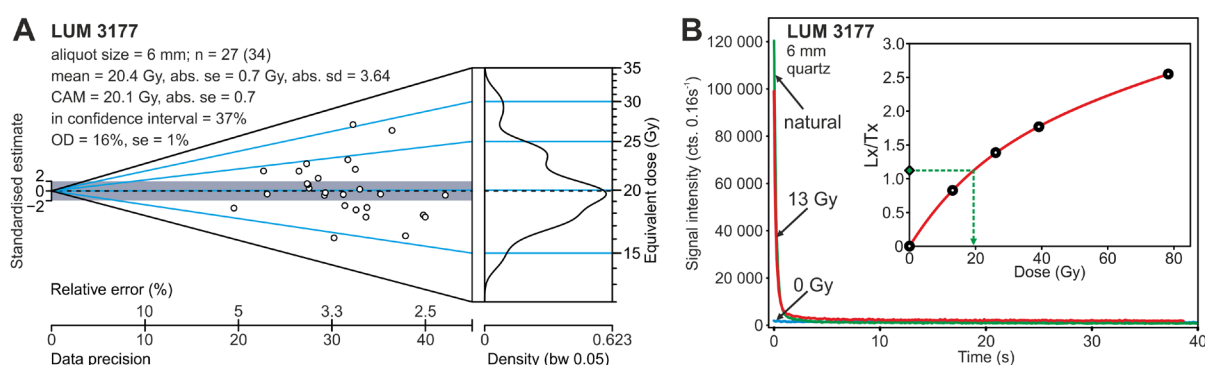 A LUM 3177
aliquot size = 6 mm; n = 27 (34)
mean = 20.4 Gy, abs. se = 0.7 Gy, abs. sd = 3.64
CAM = 20.1 Gy, abs. se = 0.7
in confidence interval = 37%
OD = 16%, se = 1%
Standardised estimate
2
0
−2
35
30
25
20
15
Equivalent dose (Gy)
Relative error (%)
10 5 3.3 2.5
0 10 20 30 40
Data precision
0 0.623
Density (bw 0.05)
B LUM 3177
6 mm
quartz
natural
13 Gy
0 Gy
Signal intensity (cts. 0.16s-1)
120 000
100 000
80 000
60 000
40 000
20 000
0
0 10 20 30 40
Time (s)
Lx/Tx
3.0
2.5
2.0
1.5
1.0
0.5
0
0 20 40 60 80
Dose (Gy)